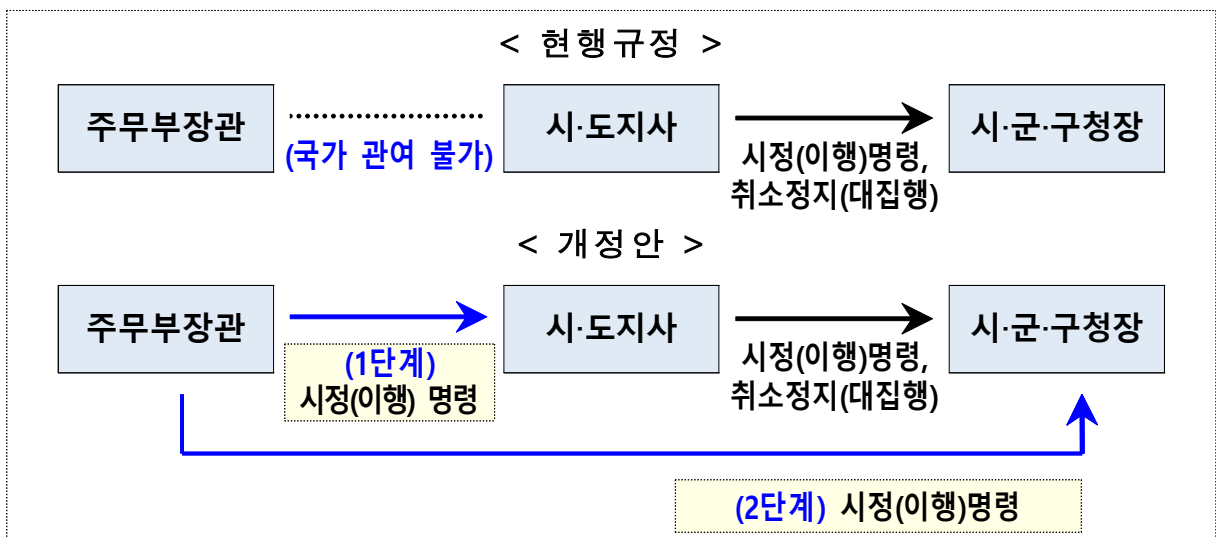 < 현행규정 >
주무부장관
(국가 관여 불가)
시·도지사
시정(이행)명령,
취소정지(대집행)
시·군·구청장
< 개정안 >
주무부장관
(1단계)
시정(이행) 명령
시·도지사
시정(이행)명령,
취소정지(대집행)
시·군·구청장
(2단계) 시정(이행)명령